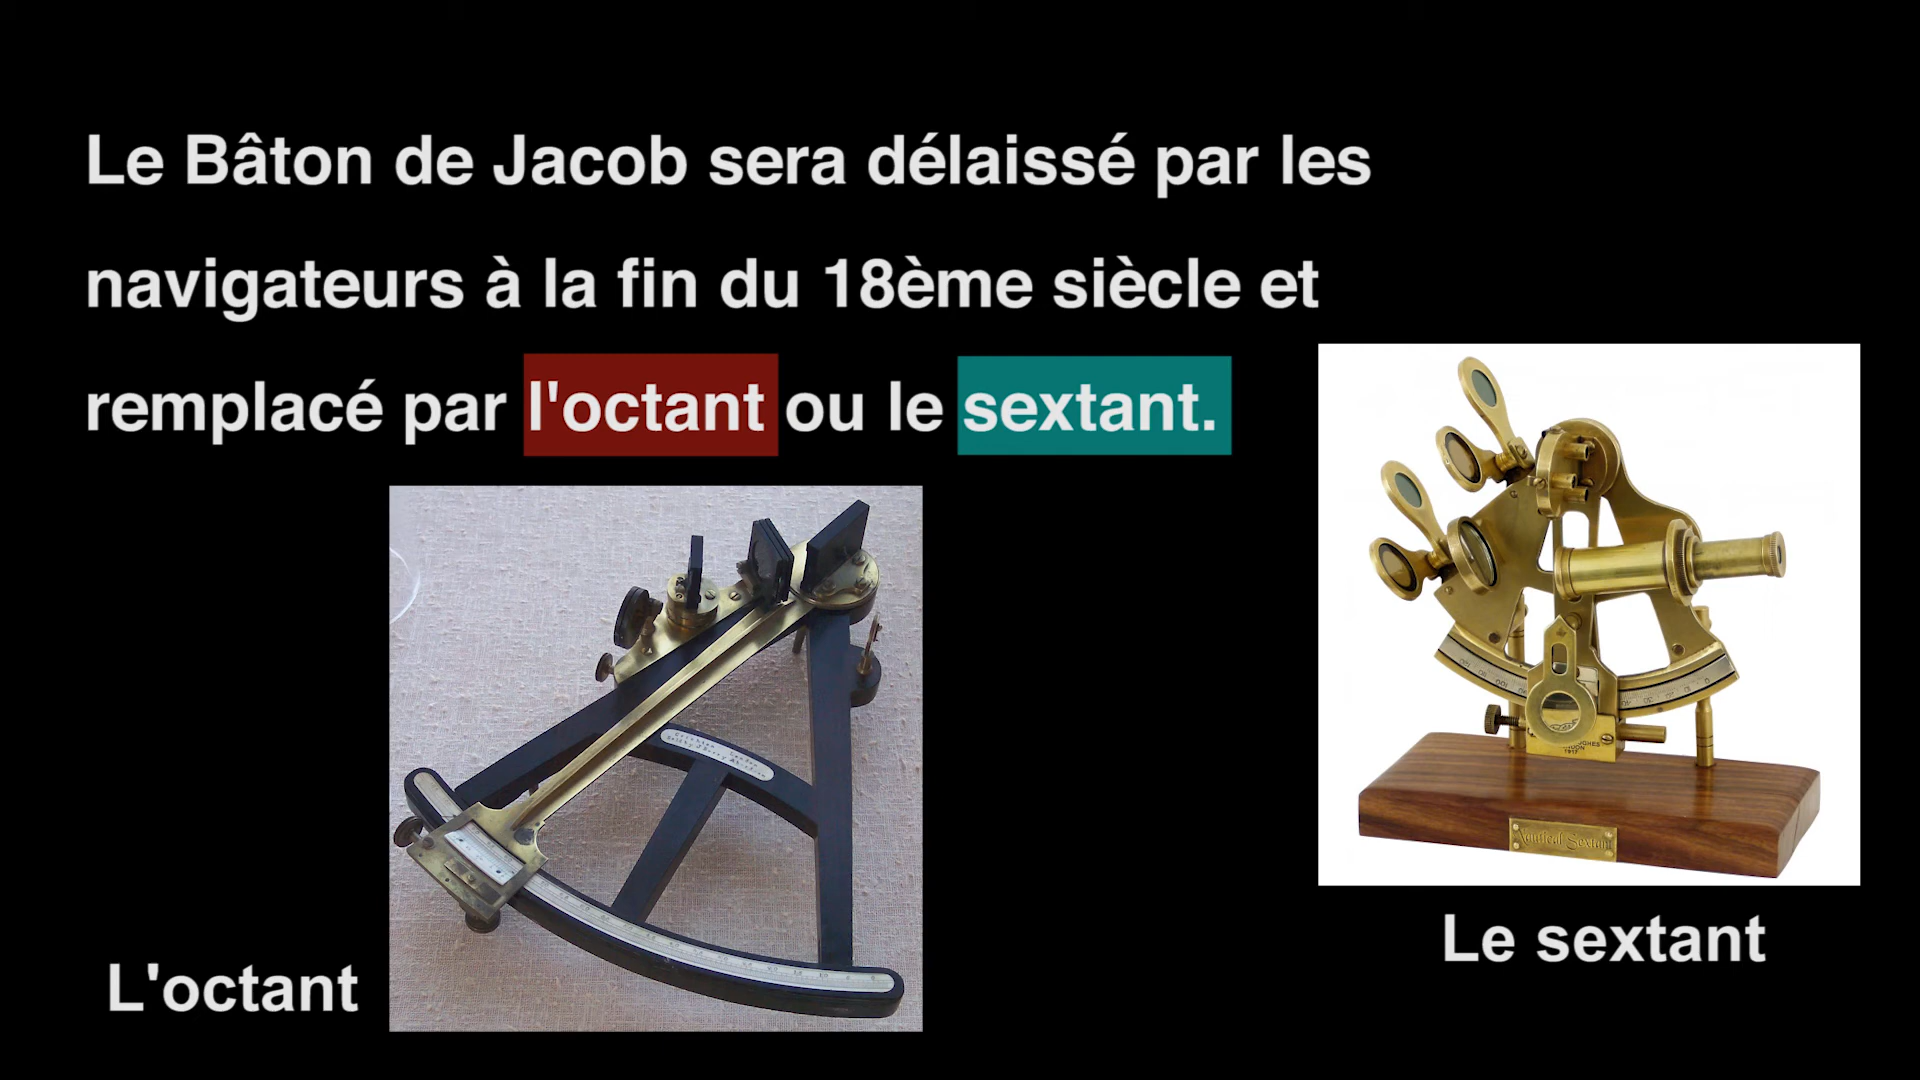 Le Bâton de Jacob sera délaissé par les
navigateurs à la fin du 18ème siècle et
remplacé par l'octant ou le sextant.
L'octant
Le sextant
Nautical Sextant